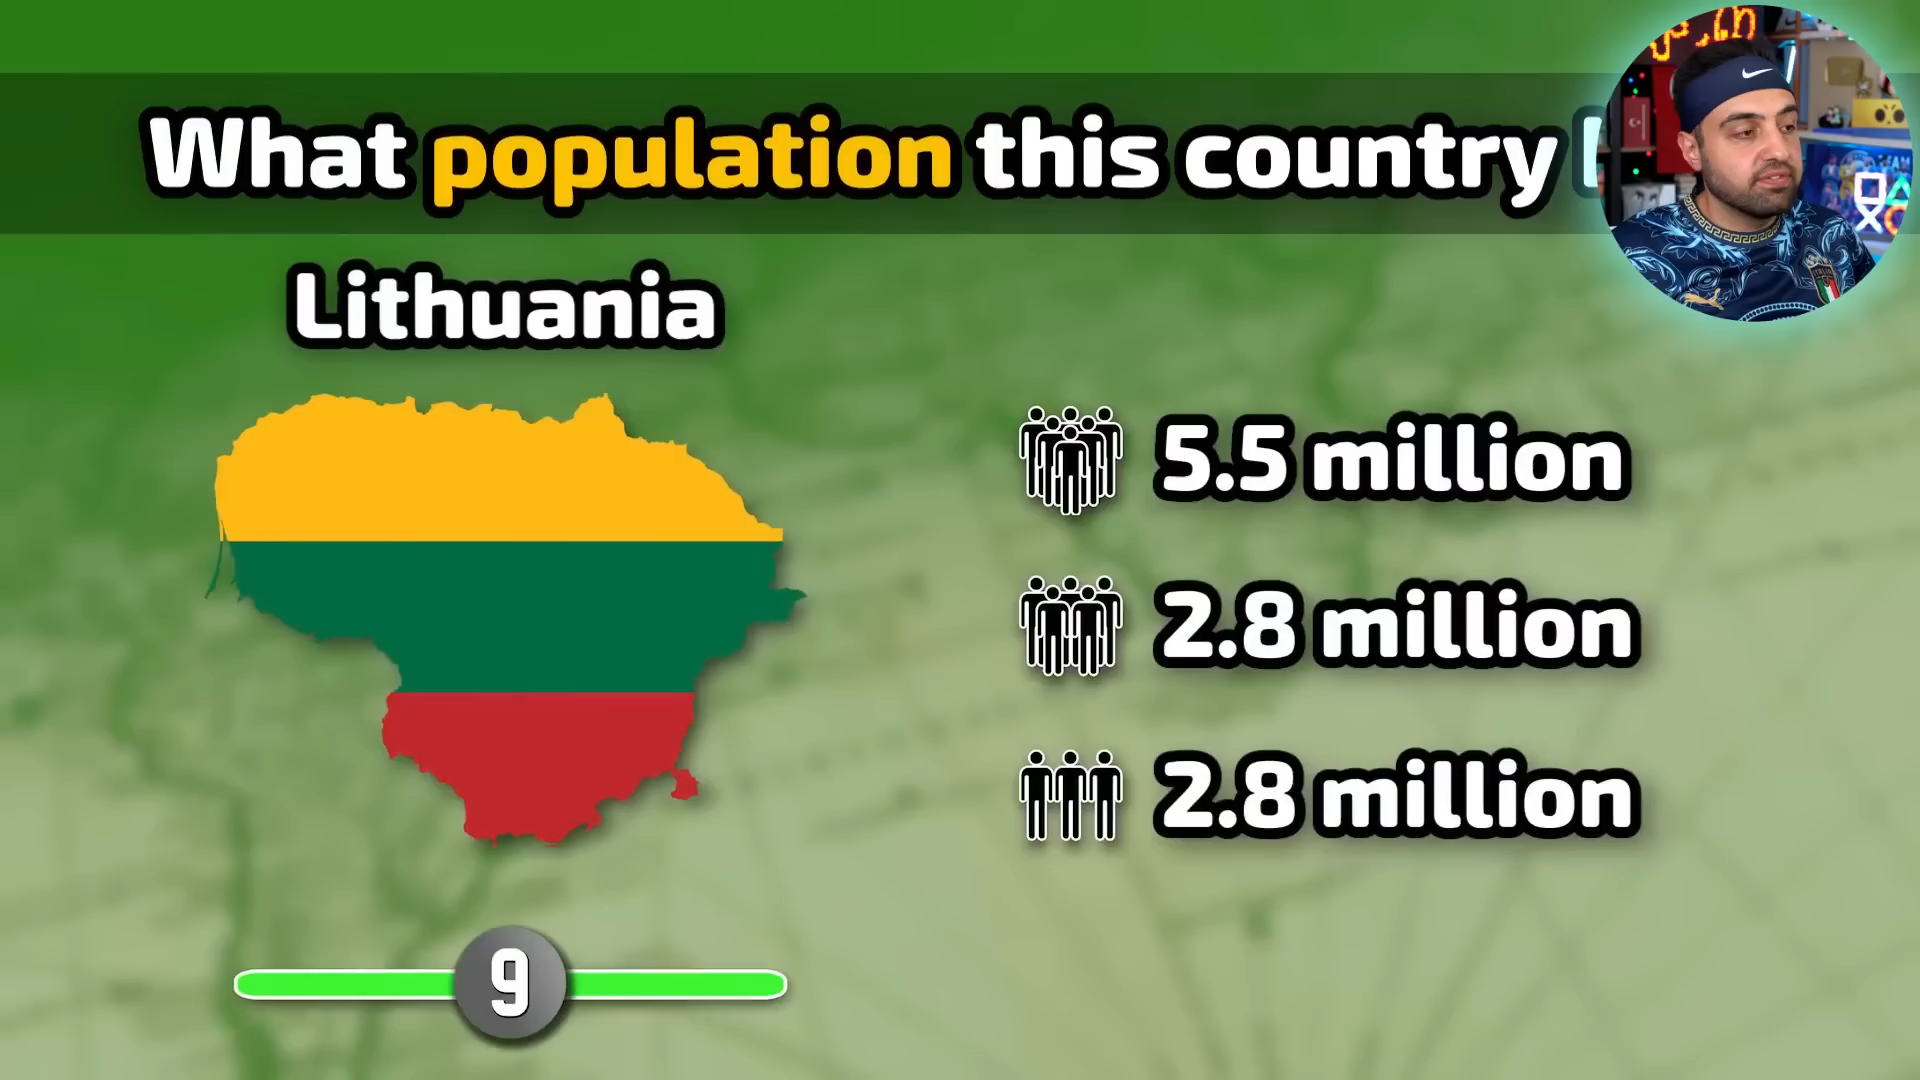 What population this country
Lithuania
5.5 million
2.8 million
2.8 million
9